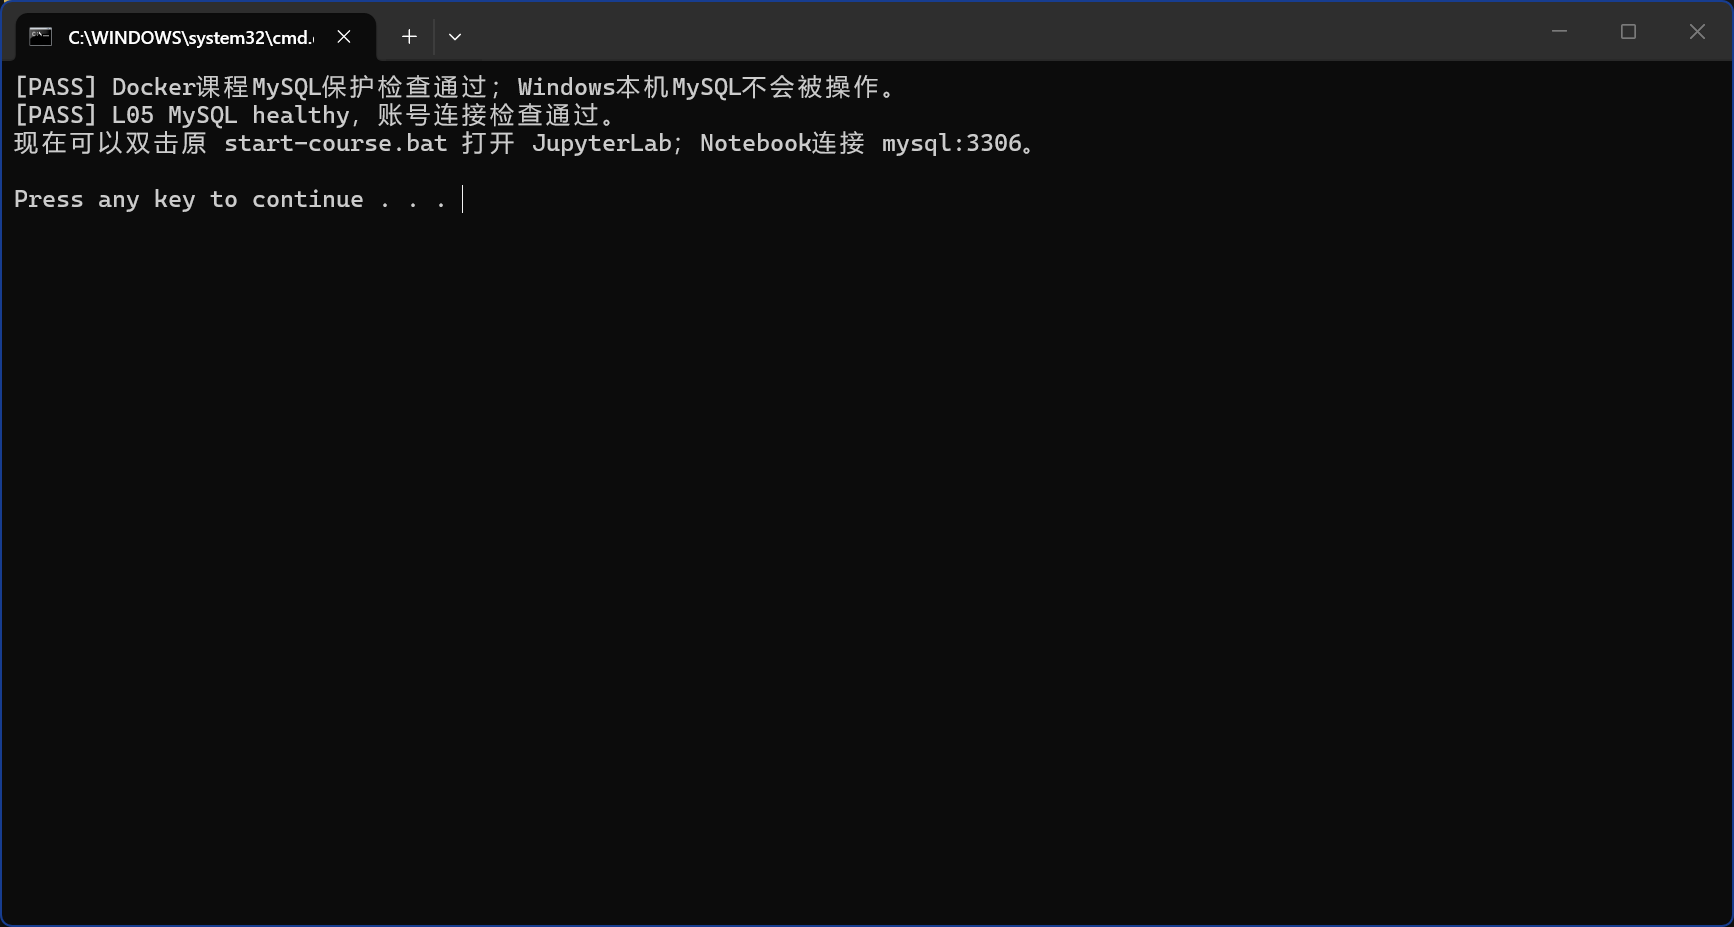 C:\WINDOWS\system32\cmd.
[PASS] Docker课程MySQL保护检查通过；Windows本机MySQL不会被操作。
[PASS] L05 MySQL healthy，账号连接检查通过。
现在可以双击原 start-course.bat 打开 JupyterLab；Notebook连接 mysql:3306。
Press any key to continue . . .